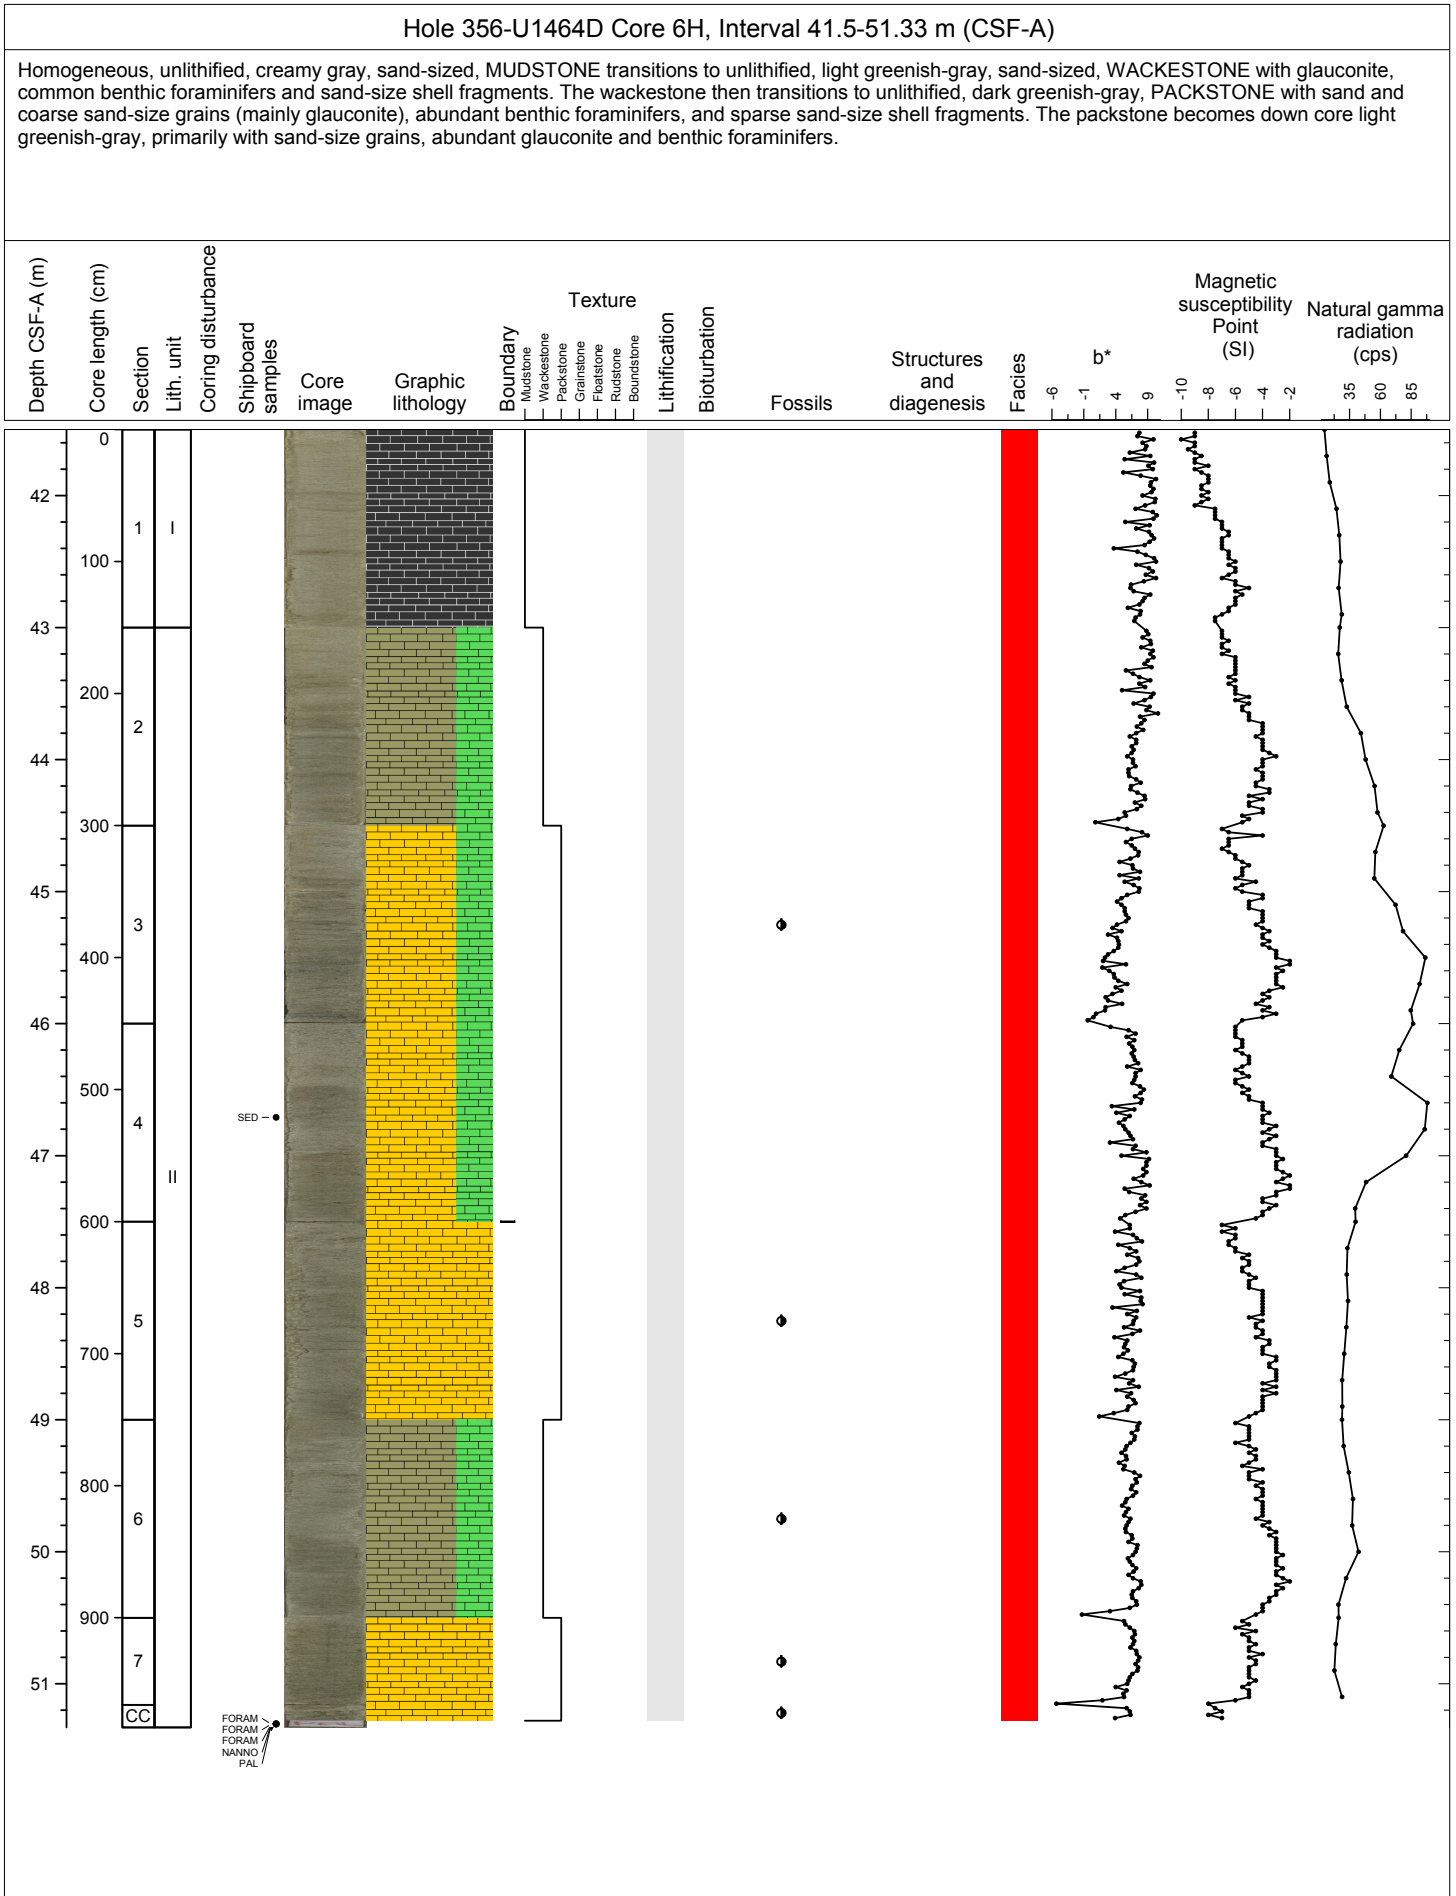 Hole 356-U1464D Core 6H, Interval 41.5-51.33 m (CSF-A)
Homogeneous, unlithified, creamy gray, sand-sized, MUDSTONE transitions to unlithified, light greenish-gray, sand-sized, WACKESTONE with glauconite,
common benthic foraminifers and sand-size shell fragments. The wackestone then transitions to unlithified, dark greenish-gray, PACKSTONE with sand and
coarse sand-size grains (mainly glauconite), abundant benthic foraminifers, and sparse sand-size shell fragments. The packstone becomes down core light
greenish-gray, primarily with sand-size grains, abundant glauconite and benthic foraminifers.
Depth CSF-A (m)
Core length (cm)
Section
Lith. unit
Coring disturbance
Shipboard
samples
Core
image
Graphic
lithology
Boundary
Texture
Mudstone
Wackestone
Packstone
Grainstone
Floatstone
Rudstone
Boundstone
Lithification
Bioturbation
Fossils
Structures
and
diagenesis
Facies
b*
-6
-1
4
9
Magnetic
susceptibility
Point
(SI)
-10
-8
-6
-4
-2
Natural gamma
radiation
(cps)
35
60
85
0
42
1
I
100
43
200
2
44
300
45
3
400
46
500
SED
4
47
II
600
48
5
700
49
800
6
50
900
7
51
CC
FORAM
FORAM
FORAM
NANNO
PAL